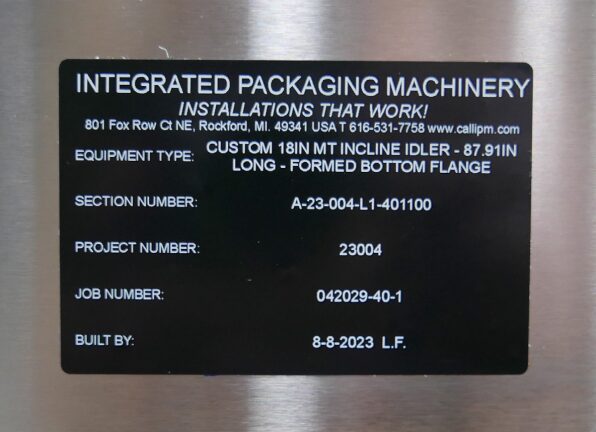 INTEGRATED PACKAGING MACHINERY
INSTALLATIONS THAT WORK!
801 Fox Row Ct NE, Rockford, MI. 49341 USA T 616-531-7758 www.callipm.com
EQUIPMENT TYPE: CUSTOM 18IN MT INCLINE IDLER - 87.91IN
LONG - FORMED BOTTOM FLANGE
SECTION NUMBER: A-23-004-L1-401100
PROJECT NUMBER: 23004
JOB NUMBER: 042029-40-1
BUILT BY: 8-8-2023 L.F.